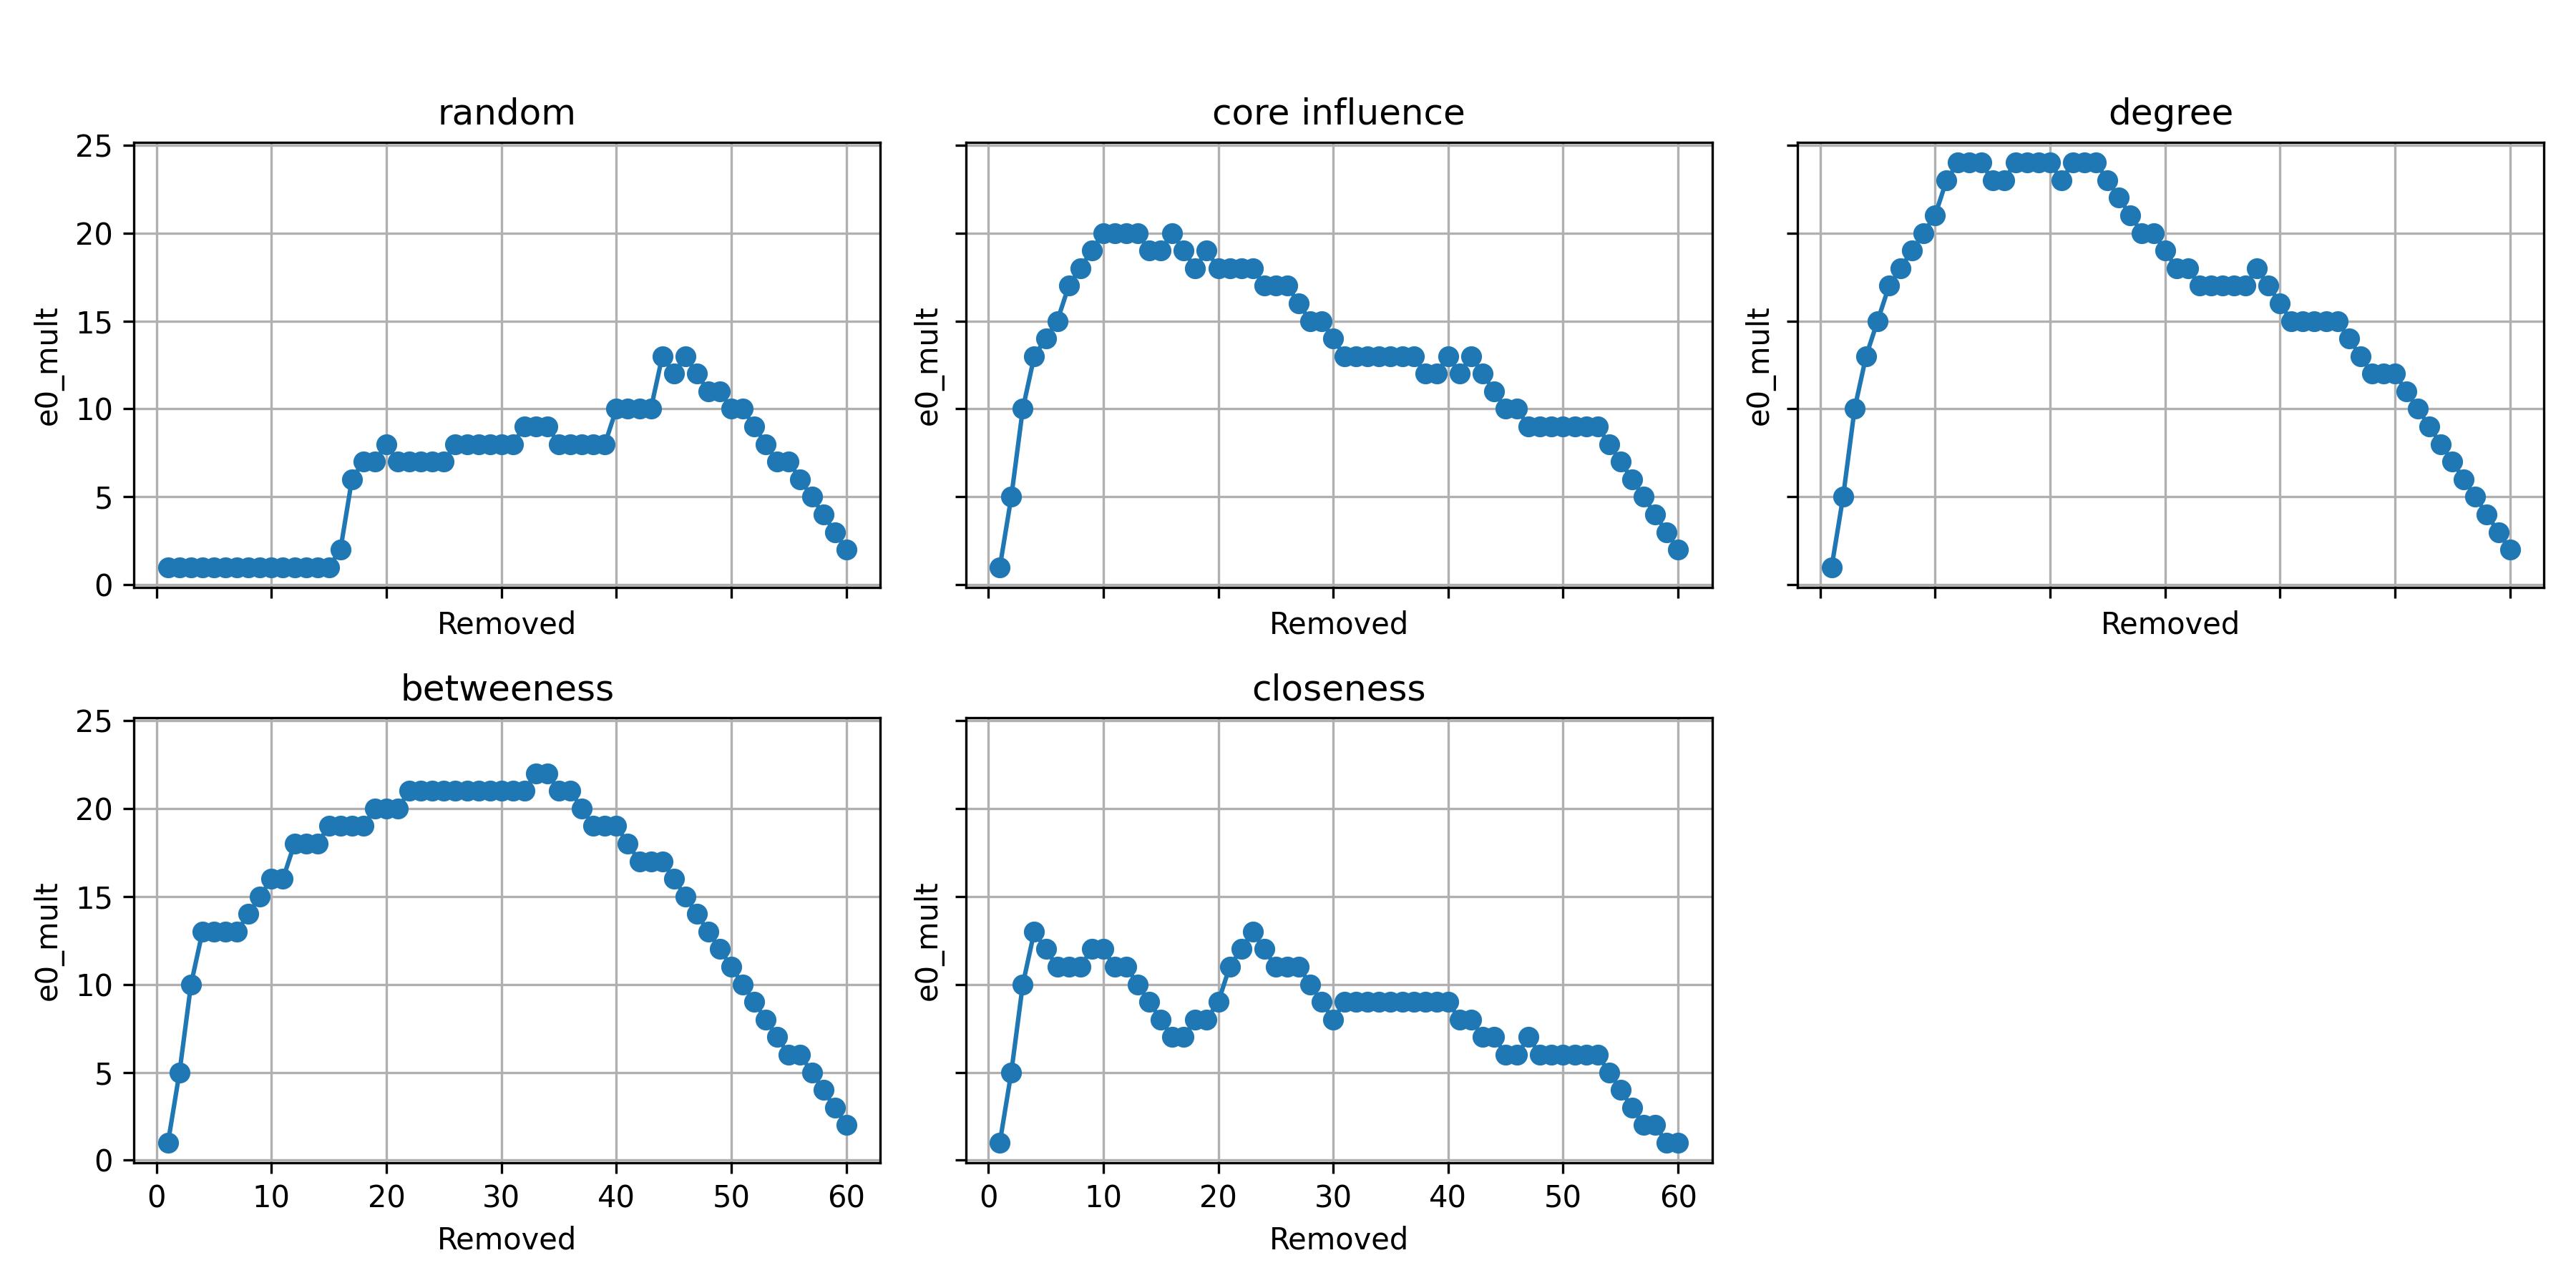 random
core influence
degree
25
20
15
10
5
0
e0_mult
e0_mult
e0_mult
Removed
Removed
Removed
betweeness
closeness
25
20
15
10
5
0
e0_mult
e0_mult
0 10 20 30 40 50 60
0 10 20 30 40 50 60
Removed
Removed